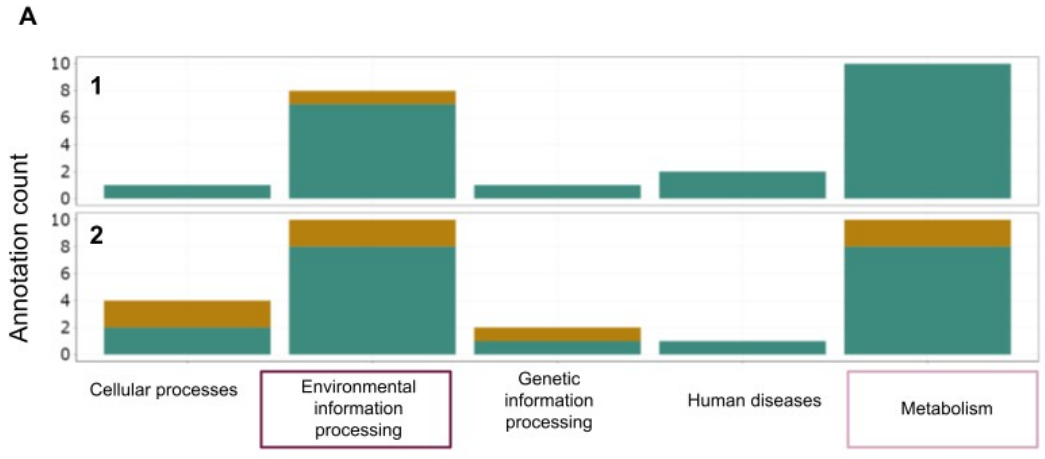 A
Annotation count
1
10
8
6
4
2
0
2
10
8
6
4
2
0
Cellular processes
Environmental
information
processing
Genetic
information
processing
Human diseases
Metabolism